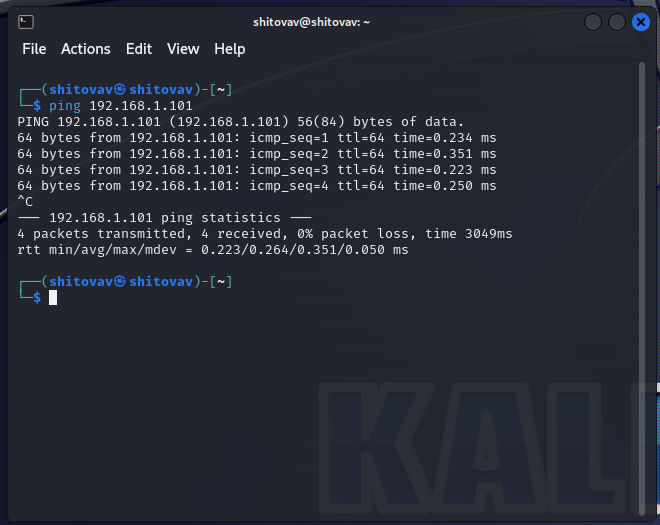 shitovav@shitovav: ~
File Actions Edit View Help
┌──(shitovav㉿shitovav)-[~]
└─$ ping 192.168.1.101
PING 192.168.1.101 (192.168.1.101) 56(84) bytes of data.
64 bytes from 192.168.1.101: icmp_seq=1 ttl=64 time=0.234 ms
64 bytes from 192.168.1.101: icmp_seq=2 ttl=64 time=0.351 ms
64 bytes from 192.168.1.101: icmp_seq=3 ttl=64 time=0.223 ms
64 bytes from 192.168.1.101: icmp_seq=4 ttl=64 time=0.250 ms
^C
--- 192.168.1.101 ping statistics ---
4 packets transmitted, 4 received, 0% packet loss, time 3049ms
rtt min/avg/max/mdev = 0.223/0.264/0.351/0.050 ms
┌──(shitovav㉿shitovav)-[~]
└─$
KALI